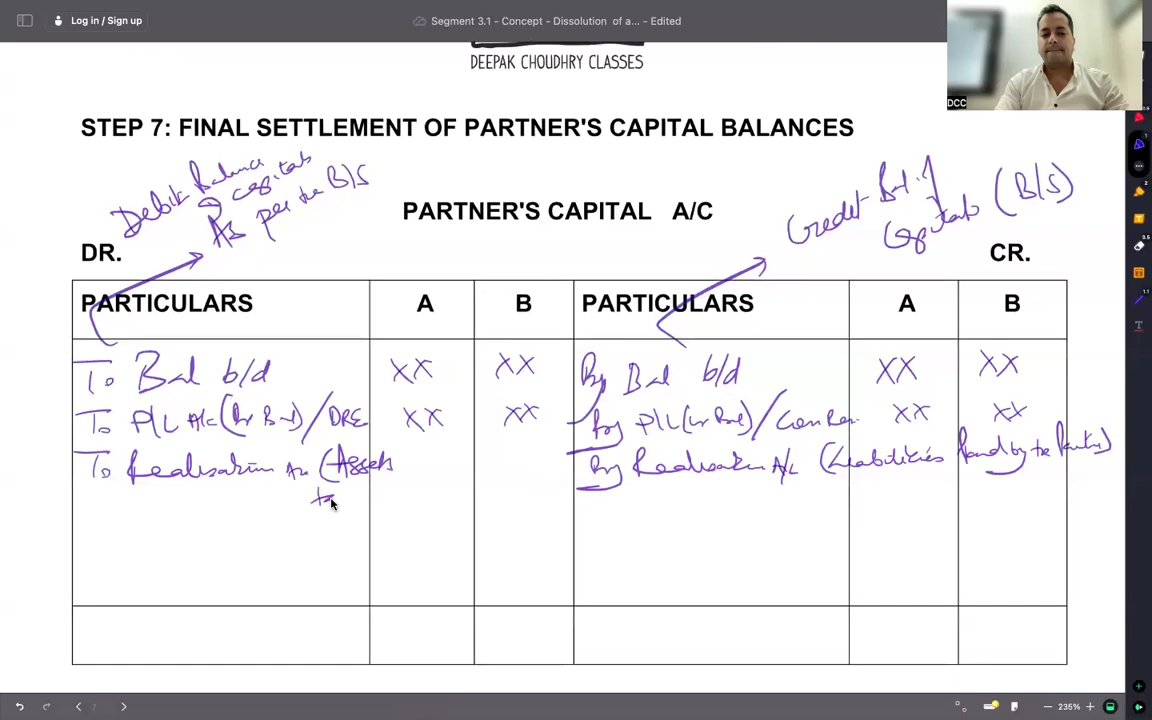 Log in / Sign up
Segment 3.1 - Concept - Dissolution of a... - Edited
DEEPAK CHOUDHRY CLASSES
DCC
STEP 7: FINAL SETTLEMENT OF PARTNER'S CAPITAL BALANCES
Debit Balance
capitals
As per the B/S
Credit Bal. of
Capitals (B/S)
PARTNER'S CAPITAL A/C
DR. CR.
PARTICULARS A B PARTICULARS A B
To Bal b/d XX XX By Bal b/d XX XX
To P/L A/c (Dr Bal) / DRE XX XX By P/L (Cr Bal) / Gen Res. XX XX
To Realisation A/c (Assets By Realisation A/c (Liabilities paid by the Partner)
235%